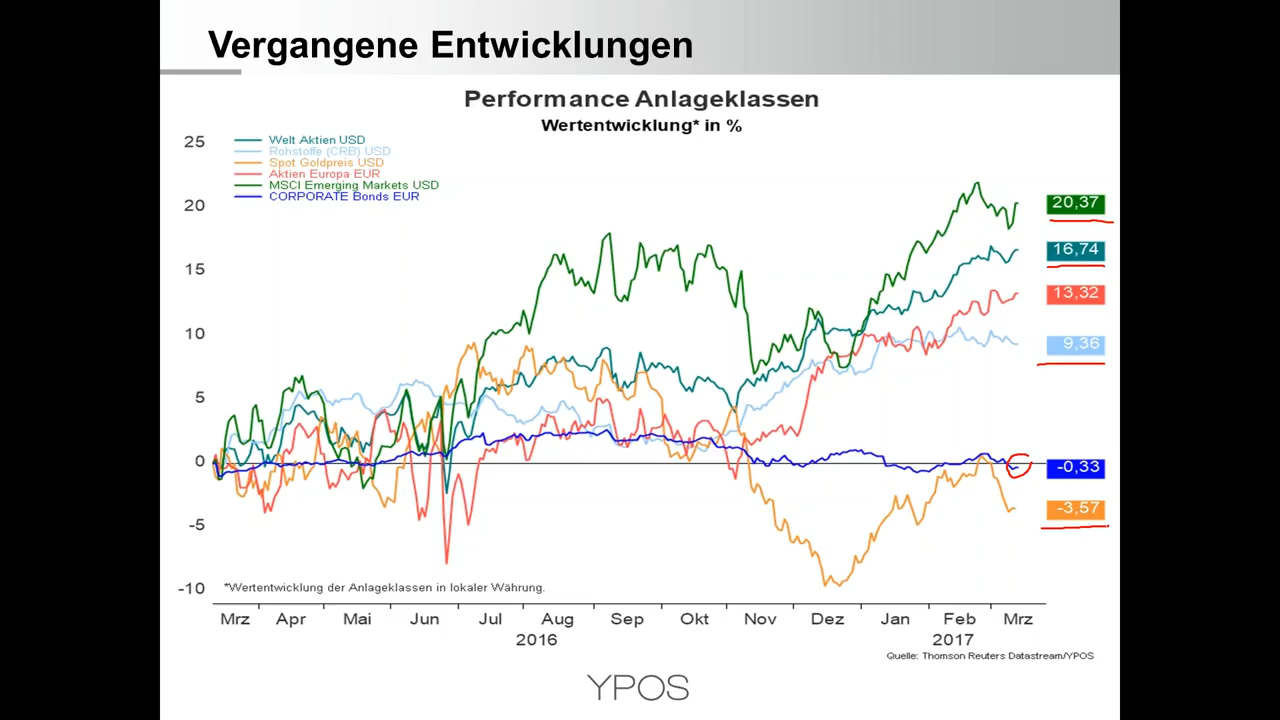 Vergangene Entwicklungen
Performance Anlageklassen
Wertentwicklung* in %
Welt Aktien USD
Rohstoffe (CRB) USD
Spot Goldpreis USD
Aktien Europa EUR
MSCI Emerging Markets USD
CORPORATE Bonds EUR
25
20
15
10
5
0
-5
-10
20,37
16,74
13,32
9,36
-0,33
-3,57
*Wertentwicklung der Anlageklassen in lokaler Währung.
Mrz Apr Mai Jun Jul Aug Sep Okt Nov Dez Jan Feb Mrz
2016 2017
Quelle: Thomson Reuters Datastream/YPOS
YPOS